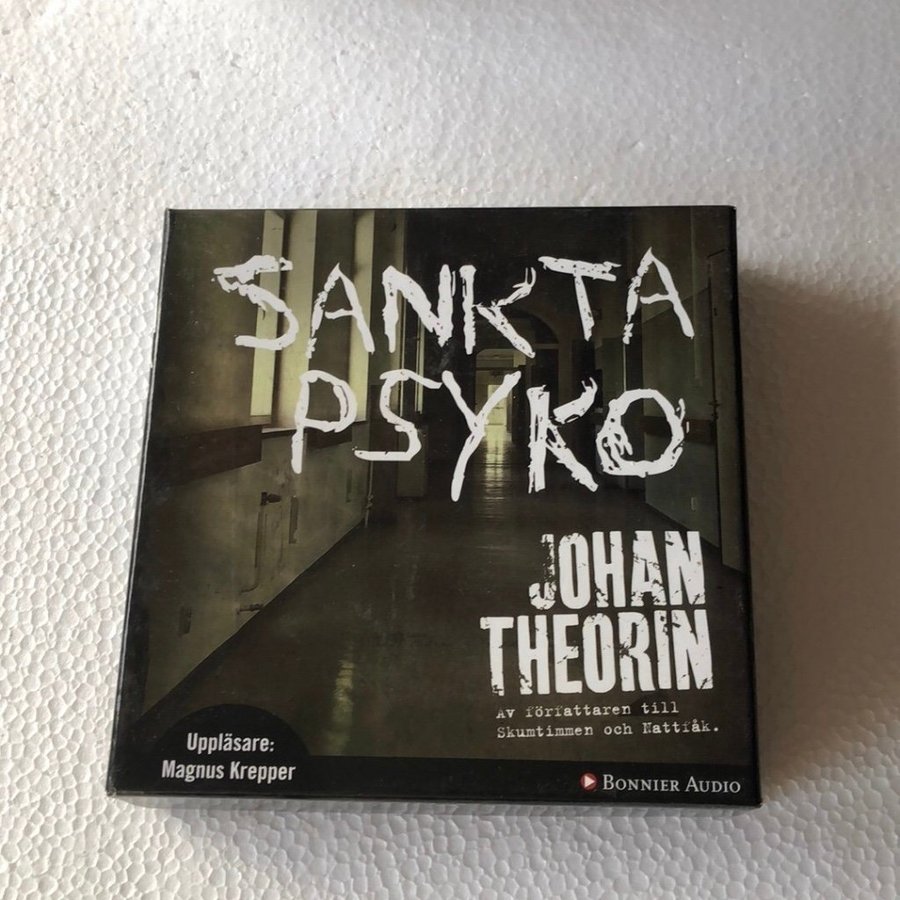 SANKTA
PSYKO
JOHAN
THEORIN
Av författaren till
Skumtimmen och Nattfåk.
Uppläsare:
Magnus Krepper
BONNIER AUDIO